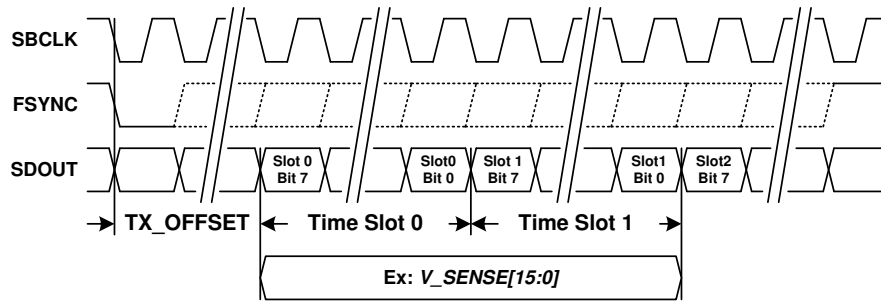 SBCLK
FSYNC
SDOUT
Slot 0
Bit 7
Slot0
Bit 0
Slot 1
Bit 7
Slot1
Bit 0
Slot2
Bit 7
TX_OFFSET
Time Slot 0
Time Slot 1
Ex: V_SENSE[15:0]